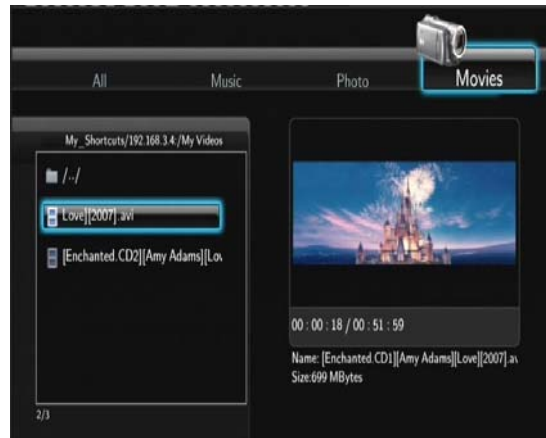 All Music Photo Movies
My_Shortcuts/192.168.3.4:/My Videos
/../
Love][2007].avi
[Enchanted.CD2][Amy Adams][Lov
2/3
00 : 00 : 18 / 00 : 51 : 59
Name: [Enchanted.CD1][Amy Adams][Love][2007].av
Size:699 MBytes